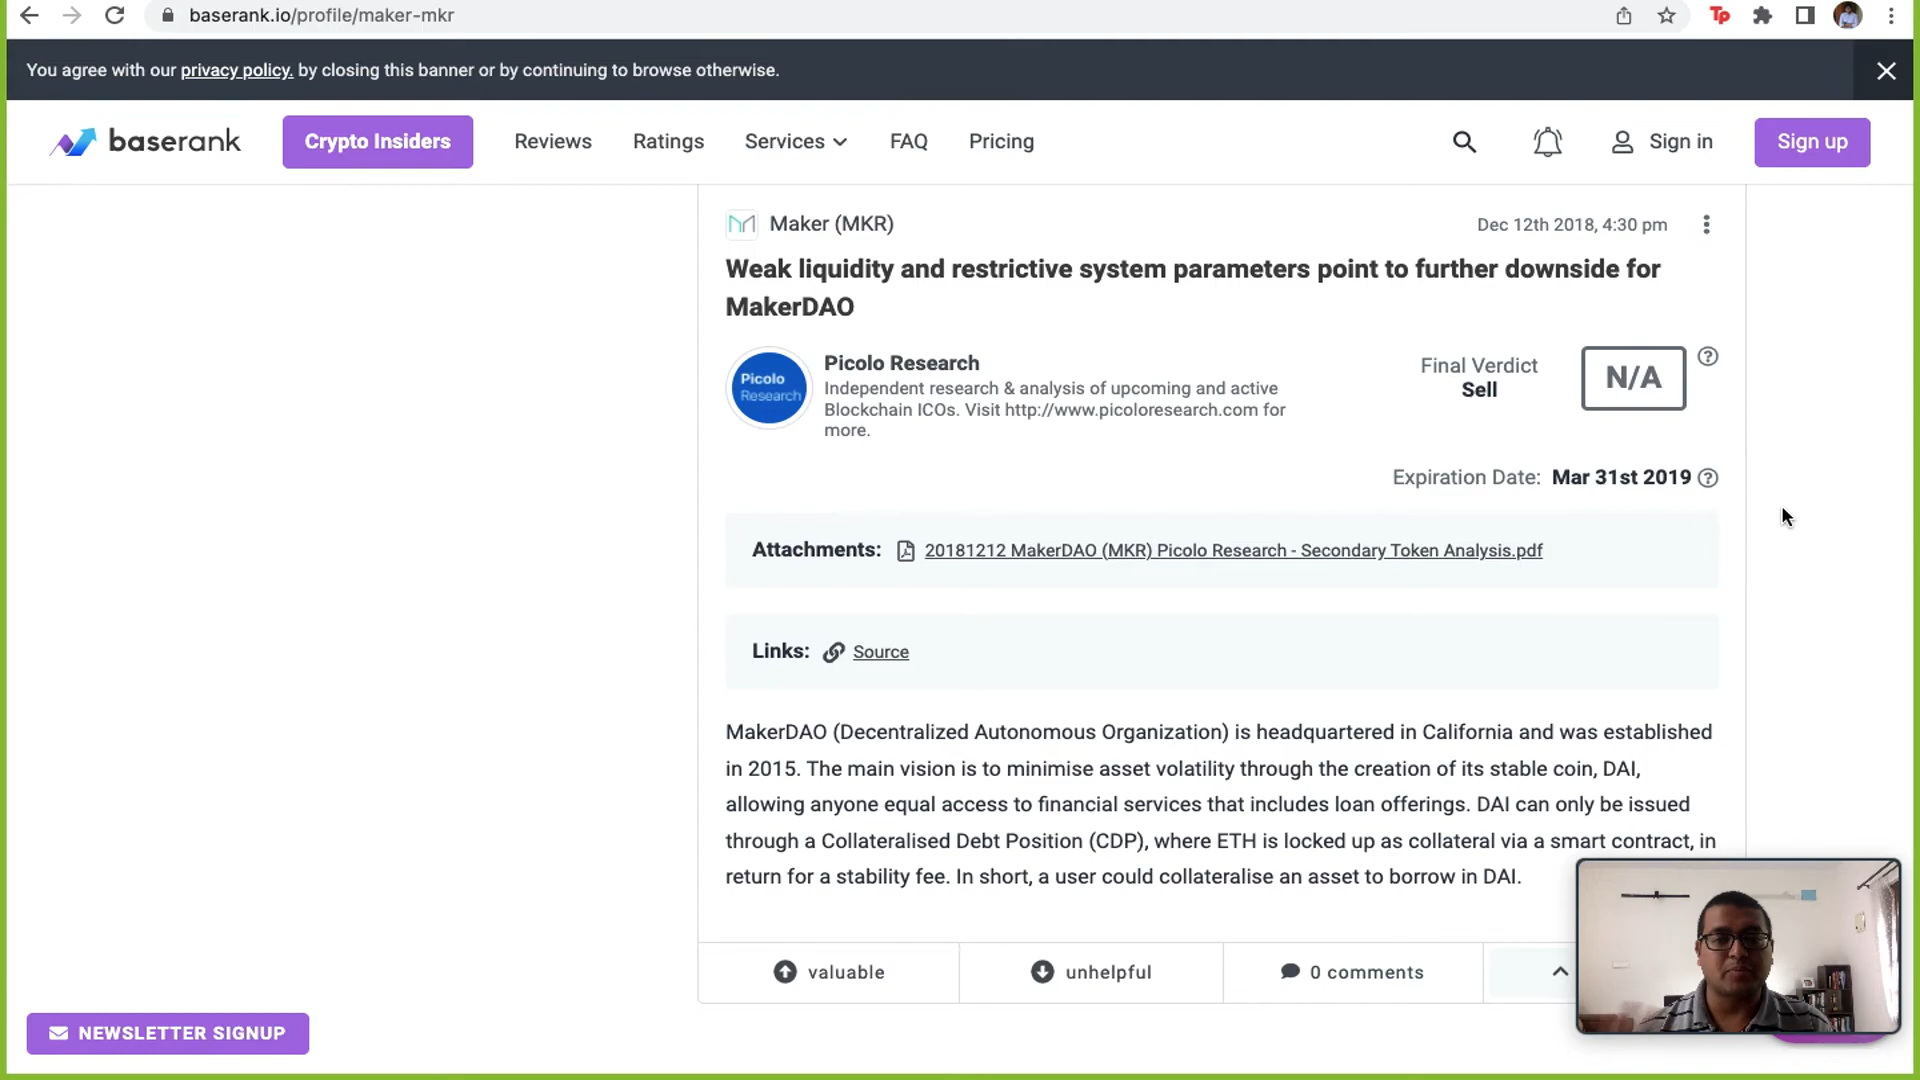 baserank.io/profile/maker-mkr
Tp
You agree with our privacy policy. by closing this banner or by continuing to browse otherwise.
baserank
Crypto Insiders
Reviews
Ratings
Services
FAQ
Pricing
Sign in
Sign up
Maker (MKR)
Dec 12th 2018, 4:30 pm
Weak liquidity and restrictive system parameters point to further downside for
MakerDAO
Picolo
Research
Picolo Research
Independent research & analysis of upcoming and active
Blockchain ICOs. Visit http://www.picoloresearch.com for
more.
Final Verdict
Sell
N/A
Expiration Date: Mar 31st 2019
Attachments: 20181212 MakerDAO (MKR) Picolo Research - Secondary Token Analysis.pdf
Links: Source
MakerDAO (Decentralized Autonomous Organization) is headquartered in California and was established
in 2015. The main vision is to minimise asset volatility through the creation of its stable coin, DAI,
allowing anyone equal access to financial services that includes loan offerings. DAI can only be issued
through a Collateralised Debt Position (CDP), where ETH is locked up as collateral via a smart contract, in
return for a stability fee. In short, a user could collateralise an asset to borrow in DAI.
valuable
unhelpful
0 comments
NEWSLETTER SIGNUP